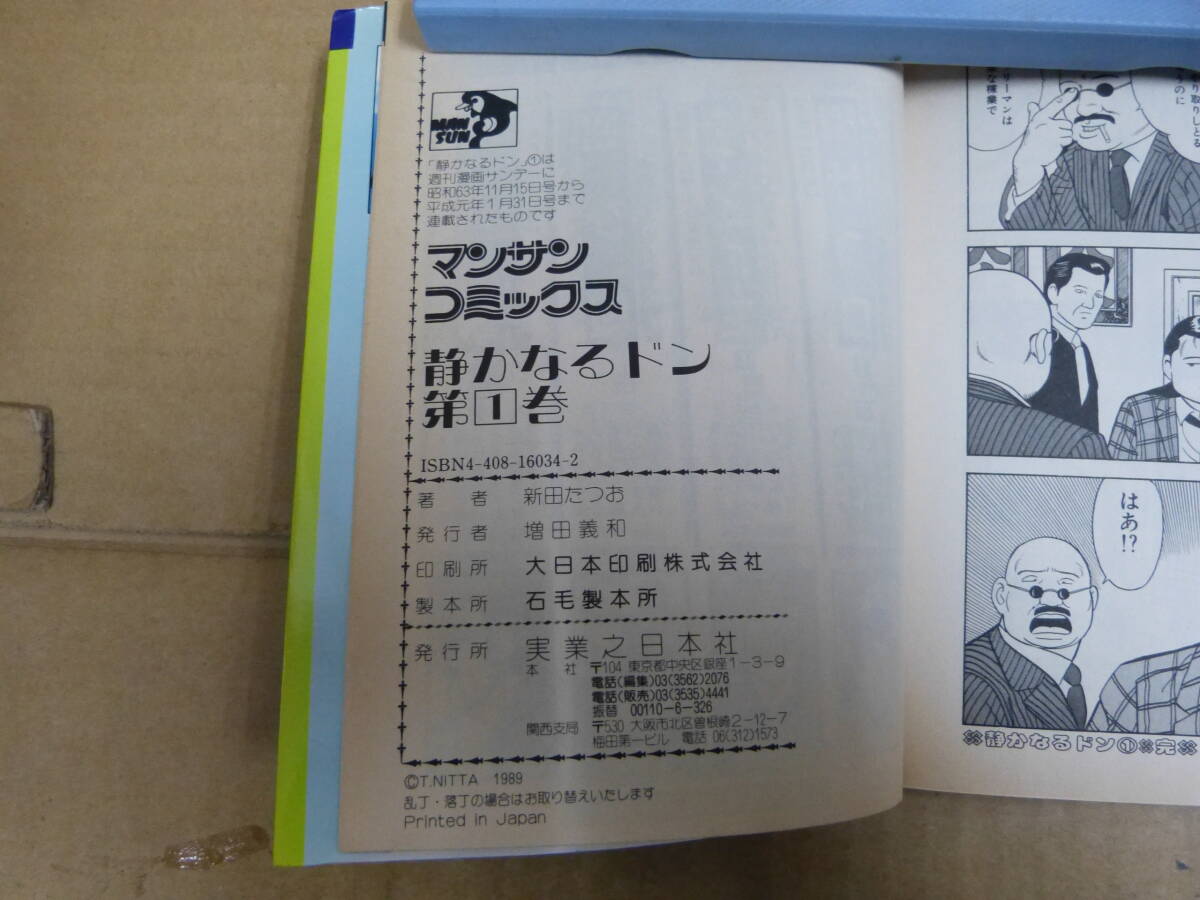 MAN
SUN
「静かなるドン」①は
週刊漫画サンデーに
昭和63年11月15日号から
平成元年1月31日号まで
連載されたものです
マンサン
コミックス
静かなるドン
第1巻
ISBN4-408-16034-2
著者 新田たつお
発行者 増田義和
印刷所 大日本印刷株式会社
製本所 石毛製本所
発行所 実業之日本社
本社 〒104 東京都中央区銀座1-3-9
電話(編集)03(3562)2076
電話(販売)03(3535)4441
振替 00110-6-326
関西支局 〒530 大阪市北区曽根崎2-12-7
梅田第一ビル 電話 06(312)1573
©T.NITTA 1989
乱丁・落丁の場合はお取り替えいたします
Printed in Japan
リーマンは
な稼業で
はあ!?
静かなるドン①完